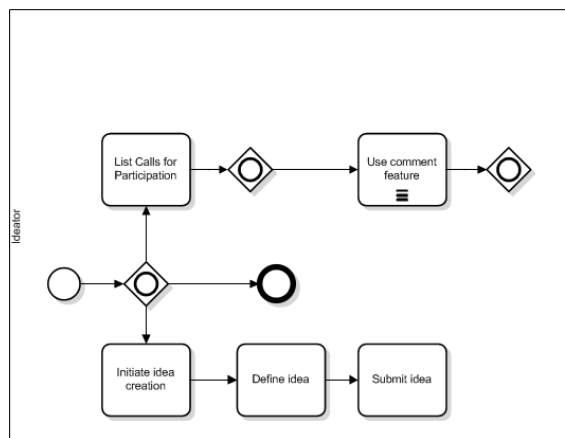 Ideator
List Calls for
Participation
Use comment
feature
Initiate idea
creation
Define idea
Submit idea